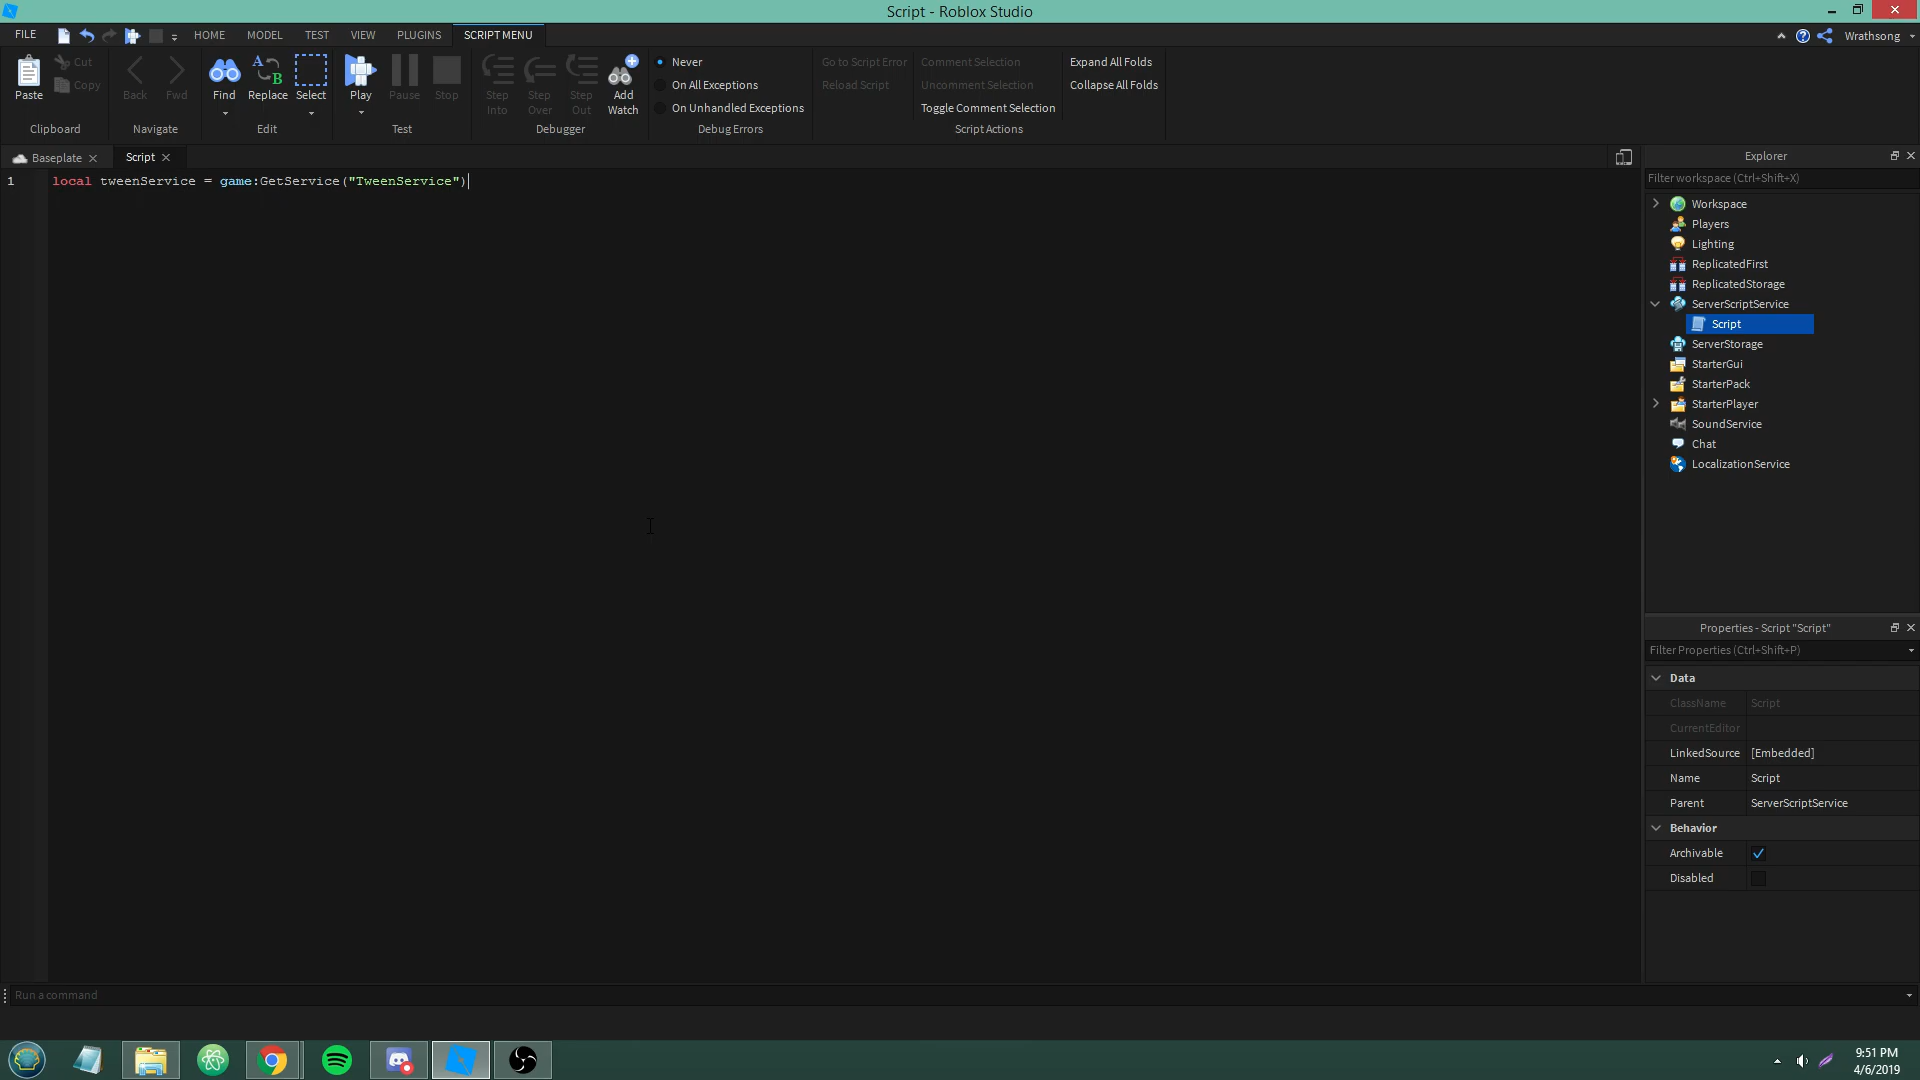 Script - Roblox Studio
FILE
HOME
MODEL
TEST
VIEW
PLUGINS
SCRIPT MENU
Wrathsong
Paste
Cut
Copy
Clipboard
Back
Fwd
Navigate
Find
Replace
Select
Edit
Play
Pause
Stop
Test
Step Into
Step Over
Step Out
Add Watch
Debugger
Never
On All Exceptions
On Unhandled Exceptions
Debug Errors
Go to Script Error
Reload Script
Comment Selection
Uncomment Selection
Toggle Comment Selection
Script Actions
Expand All Folds
Collapse All Folds
Baseplate
Script
1 local tweenService = game:GetService("TweenService")
Explorer
Filter workspace (Ctrl+Shift+X)
Workspace
Players
Lighting
ReplicatedFirst
ReplicatedStorage
ServerScriptService
Script
ServerStorage
StarterGui
StarterPack
StarterPlayer
SoundService
Chat
LocalizationService
Properties - Script "Script"
Filter Properties (Ctrl+Shift+P)
Data
ClassName Script
CurrentEditor
LinkedSource [Embedded]
Name Script
Parent ServerScriptService
Behavior
Archivable
Disabled
Run a command
9:51 PM
4/6/2019